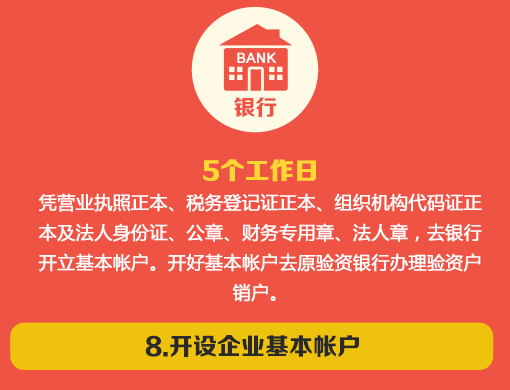 BANK
银行
5个工作日
凭营业执照正本、税务登记证正本、组织机构代码证正
本及法人身份证、公章、财务专用章、法人章，去银行
开立基本帐户。开好基本帐户去原验资银行办理验资户
销户。
8.开设企业基本帐户